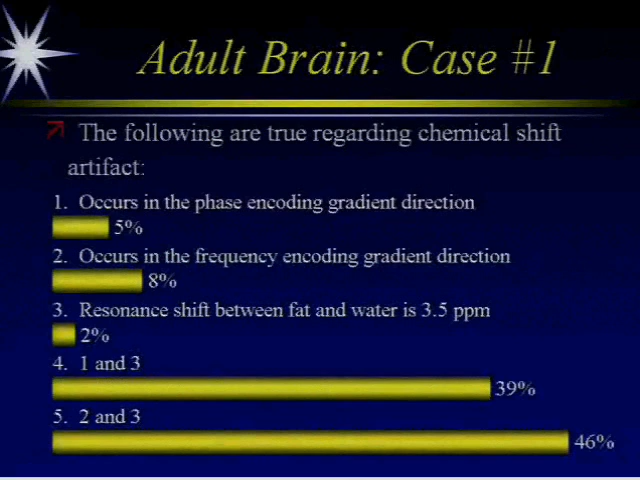 Adult Brain: Case #1
The following are true regarding chemical shift
artifact:
1. Occurs in the phase encoding gradient direction
5%
2. Occurs in the frequency encoding gradient direction
8%
3. Resonance shift between fat and water is 3.5 ppm
2%
4. 1 and 3
39%
5. 2 and 3
46%